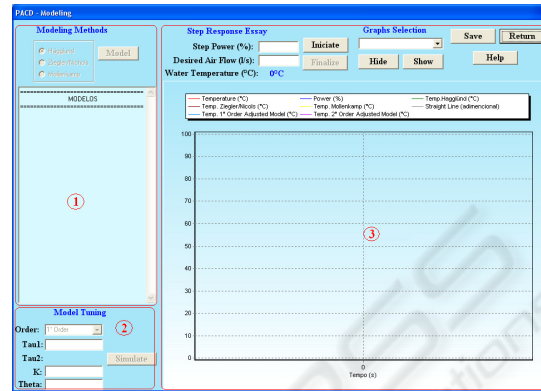 PACD - Modeling
Modeling Methods
Hagglund
Ziegler/Nichols
Mollenkamp
Model
MODELOS
1
Model Tuning
2
Order: 1° Order
Tau1:
Tau2:
Simulate
K:
Theta:
Step Response Essay
Step Power (%):
Iniciate
Desired Air Flow (l/s):
Finalize
Water Temperature (°C): 0°C
Graphs Selection
Hide
Show
Save
Return
Help
Temperature (°C)
Power (%)
Temp.Hagglünd (°C)
Temp. Ziegler/Nicols (°C)
Temp. Mollenkamp (°C)
Straight Line (adimencional)
Temp. 1° Order Adjusted Model (°C)
Temp. 2° Order Adjusted Model (°C)
100
90
80
70
60
50
40
30
20
10
0
3
0
Tempo (s)